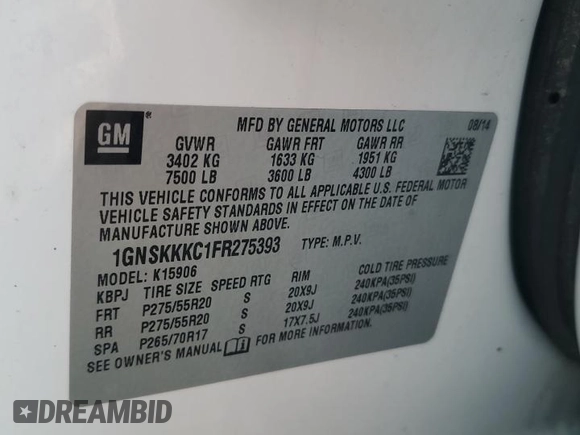 GM
MFD BY GENERAL MOTORS LLC 08/14
GVWR GAWR FRT GAWR RR
3402 KG 1633 KG 1951 KG
7500 LB 3600 LB 4300 LB
THIS VEHICLE CONFORMS TO ALL APPLICABLE U.S. FEDERAL MOTOR
VEHICLE SAFETY STANDARDS IN EFFECT ON THE DATE OF
MANUFACTURE SHOWN ABOVE.
1GNSKKKC1FR275393 TYPE: M.P.V.
MODEL: K15906
KBPJ TIRE SIZE SPEED RTG RIM COLD TIRE PRESSURE
FRT P275/55R20 S 20X9J 240KPA(35PSI)
RR P275/55R20 S 20X9J 240KPA(35PSI)
SPA P265/70R17 S 17X7.5J 240KPA(35PSI)
SEE OWNER'S MANUAL FOR MORE INFORMATION.
DREAMBID